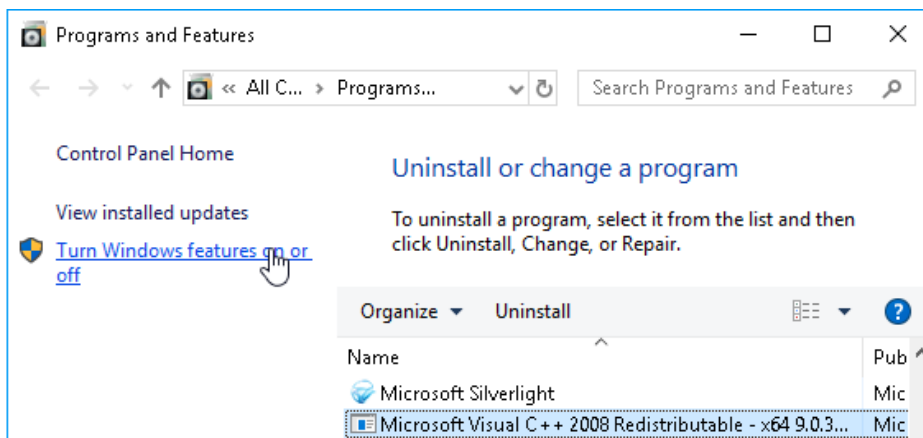 Programs and Features
« All C... > Programs...
Search Programs and Features
Control Panel Home
Uninstall or change a program
View installed updates
To uninstall a program, select it from the list and then
click Uninstall, Change, or Repair.
Turn Windows features on or
off
Organize
Uninstall
?
Name
Pub
Microsoft Silverlight
Mic
Microsoft Visual C++ 2008 Redistributable - x64 9.0.3...
Mic